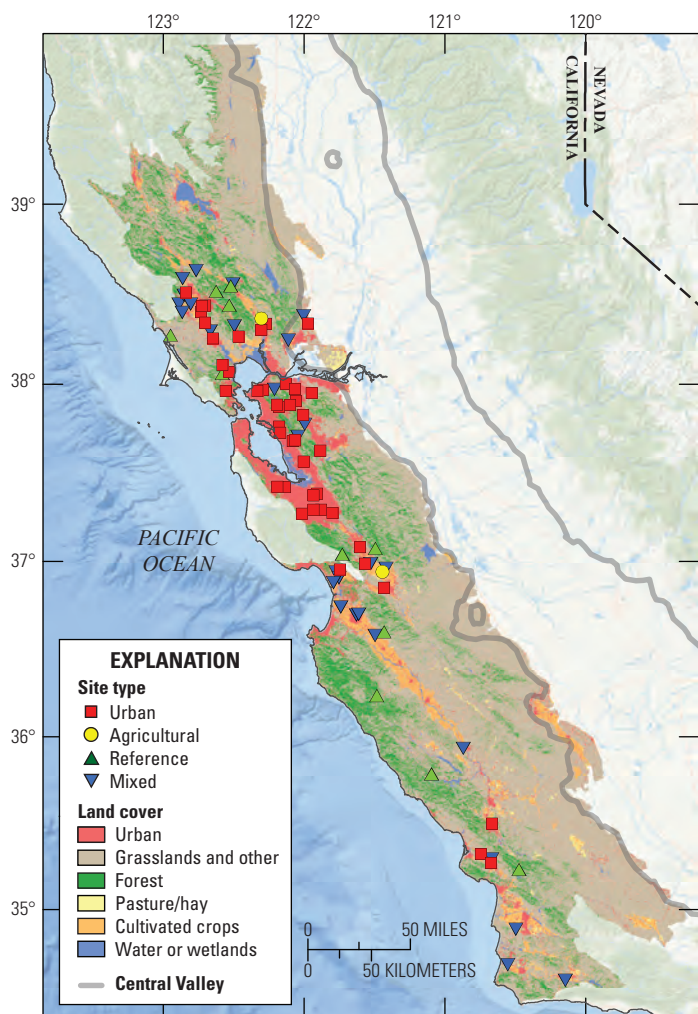 123° 122° 121° 120°
NEVADA
CALIFORNIA
39°
38°
37°
36°
35°
PACIFIC
OCEAN
EXPLANATION
Site type
Urban
Agricultural
Reference
Mixed
Land cover
Urban
Grasslands and other
Forest
Pasture/hay
Cultivated crops
Water or wetlands
Central Valley
0 50 MILES
0 50 KILOMETERS